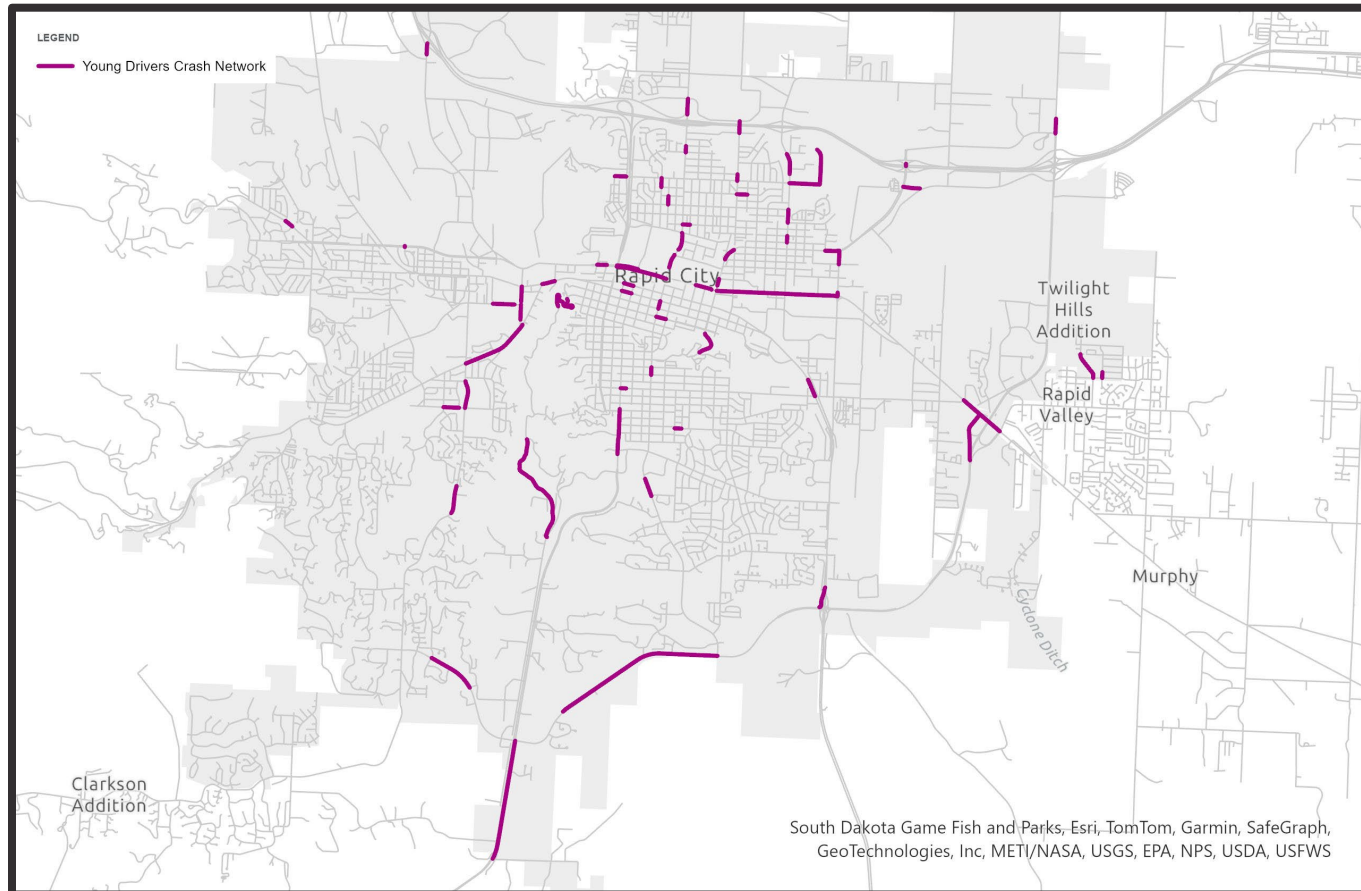 LEGEND
Young Drivers Crash Network
Rapid City
Twilight
Hills
Addition
Rapid
Valley
Murphy
Cyclone Ditch
Clarkson
Addition
South Dakota Game Fish and Parks, Esri, TomTom, Garmin, SafeGraph,
GeoTechnologies, Inc, METI/NASA, USGS, EPA, NPS, USDA, USFWS